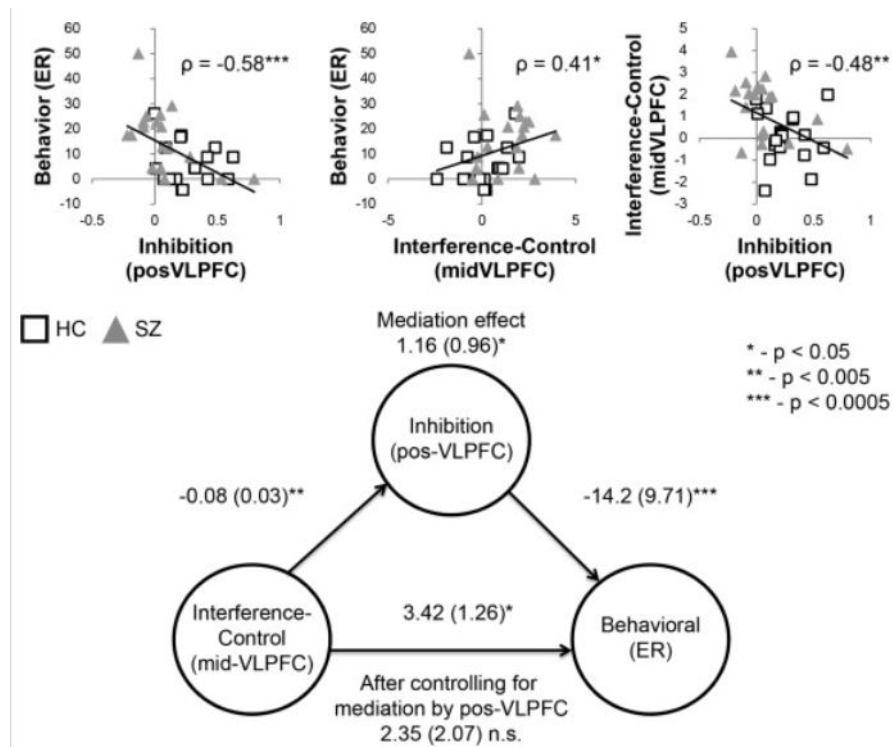 60
50
40
30
20
10
0
-10
-0.5
0
0.5
1
Behavior (ER)
ρ = -0.58***
Inhibition
(posVLPFC)
60
50
40
30
20
10
0
-10
-5
0
5
Behavior (ER)
ρ = 0.41*
Interference-Control
(midVLPFC)
5
4
3
2
1
0
-1
-2
-3
-0.5
0
0.5
1
Interference-Control
(midVLPFC)
ρ = -0.48**
Inhibition
(posVLPFC)
HC
SZ
Mediation effect
1.16 (0.96)*
* - p < 0.05
** - p < 0.005
*** - p < 0.0005
Inhibition
(pos-VLPFC)
-0.08 (0.03)**
-14.2 (9.71)***
Interference-
Control
(mid-VLPFC)
3.42 (1.26)*
Behavioral
(ER)
After controlling for
mediation by pos-VLPFC
2.35 (2.07) n.s.